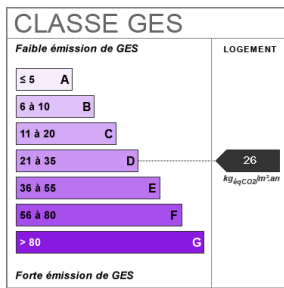 CLASSE GES
Faible émission de GES
LOGEMENT
≤ 5 A
6 à 10 B
11 à 20 C
21 à 35 D
26
kgéqCO2/m².an
36 à 55 E
56 à 80 F
> 80 G
Forte émission de GES